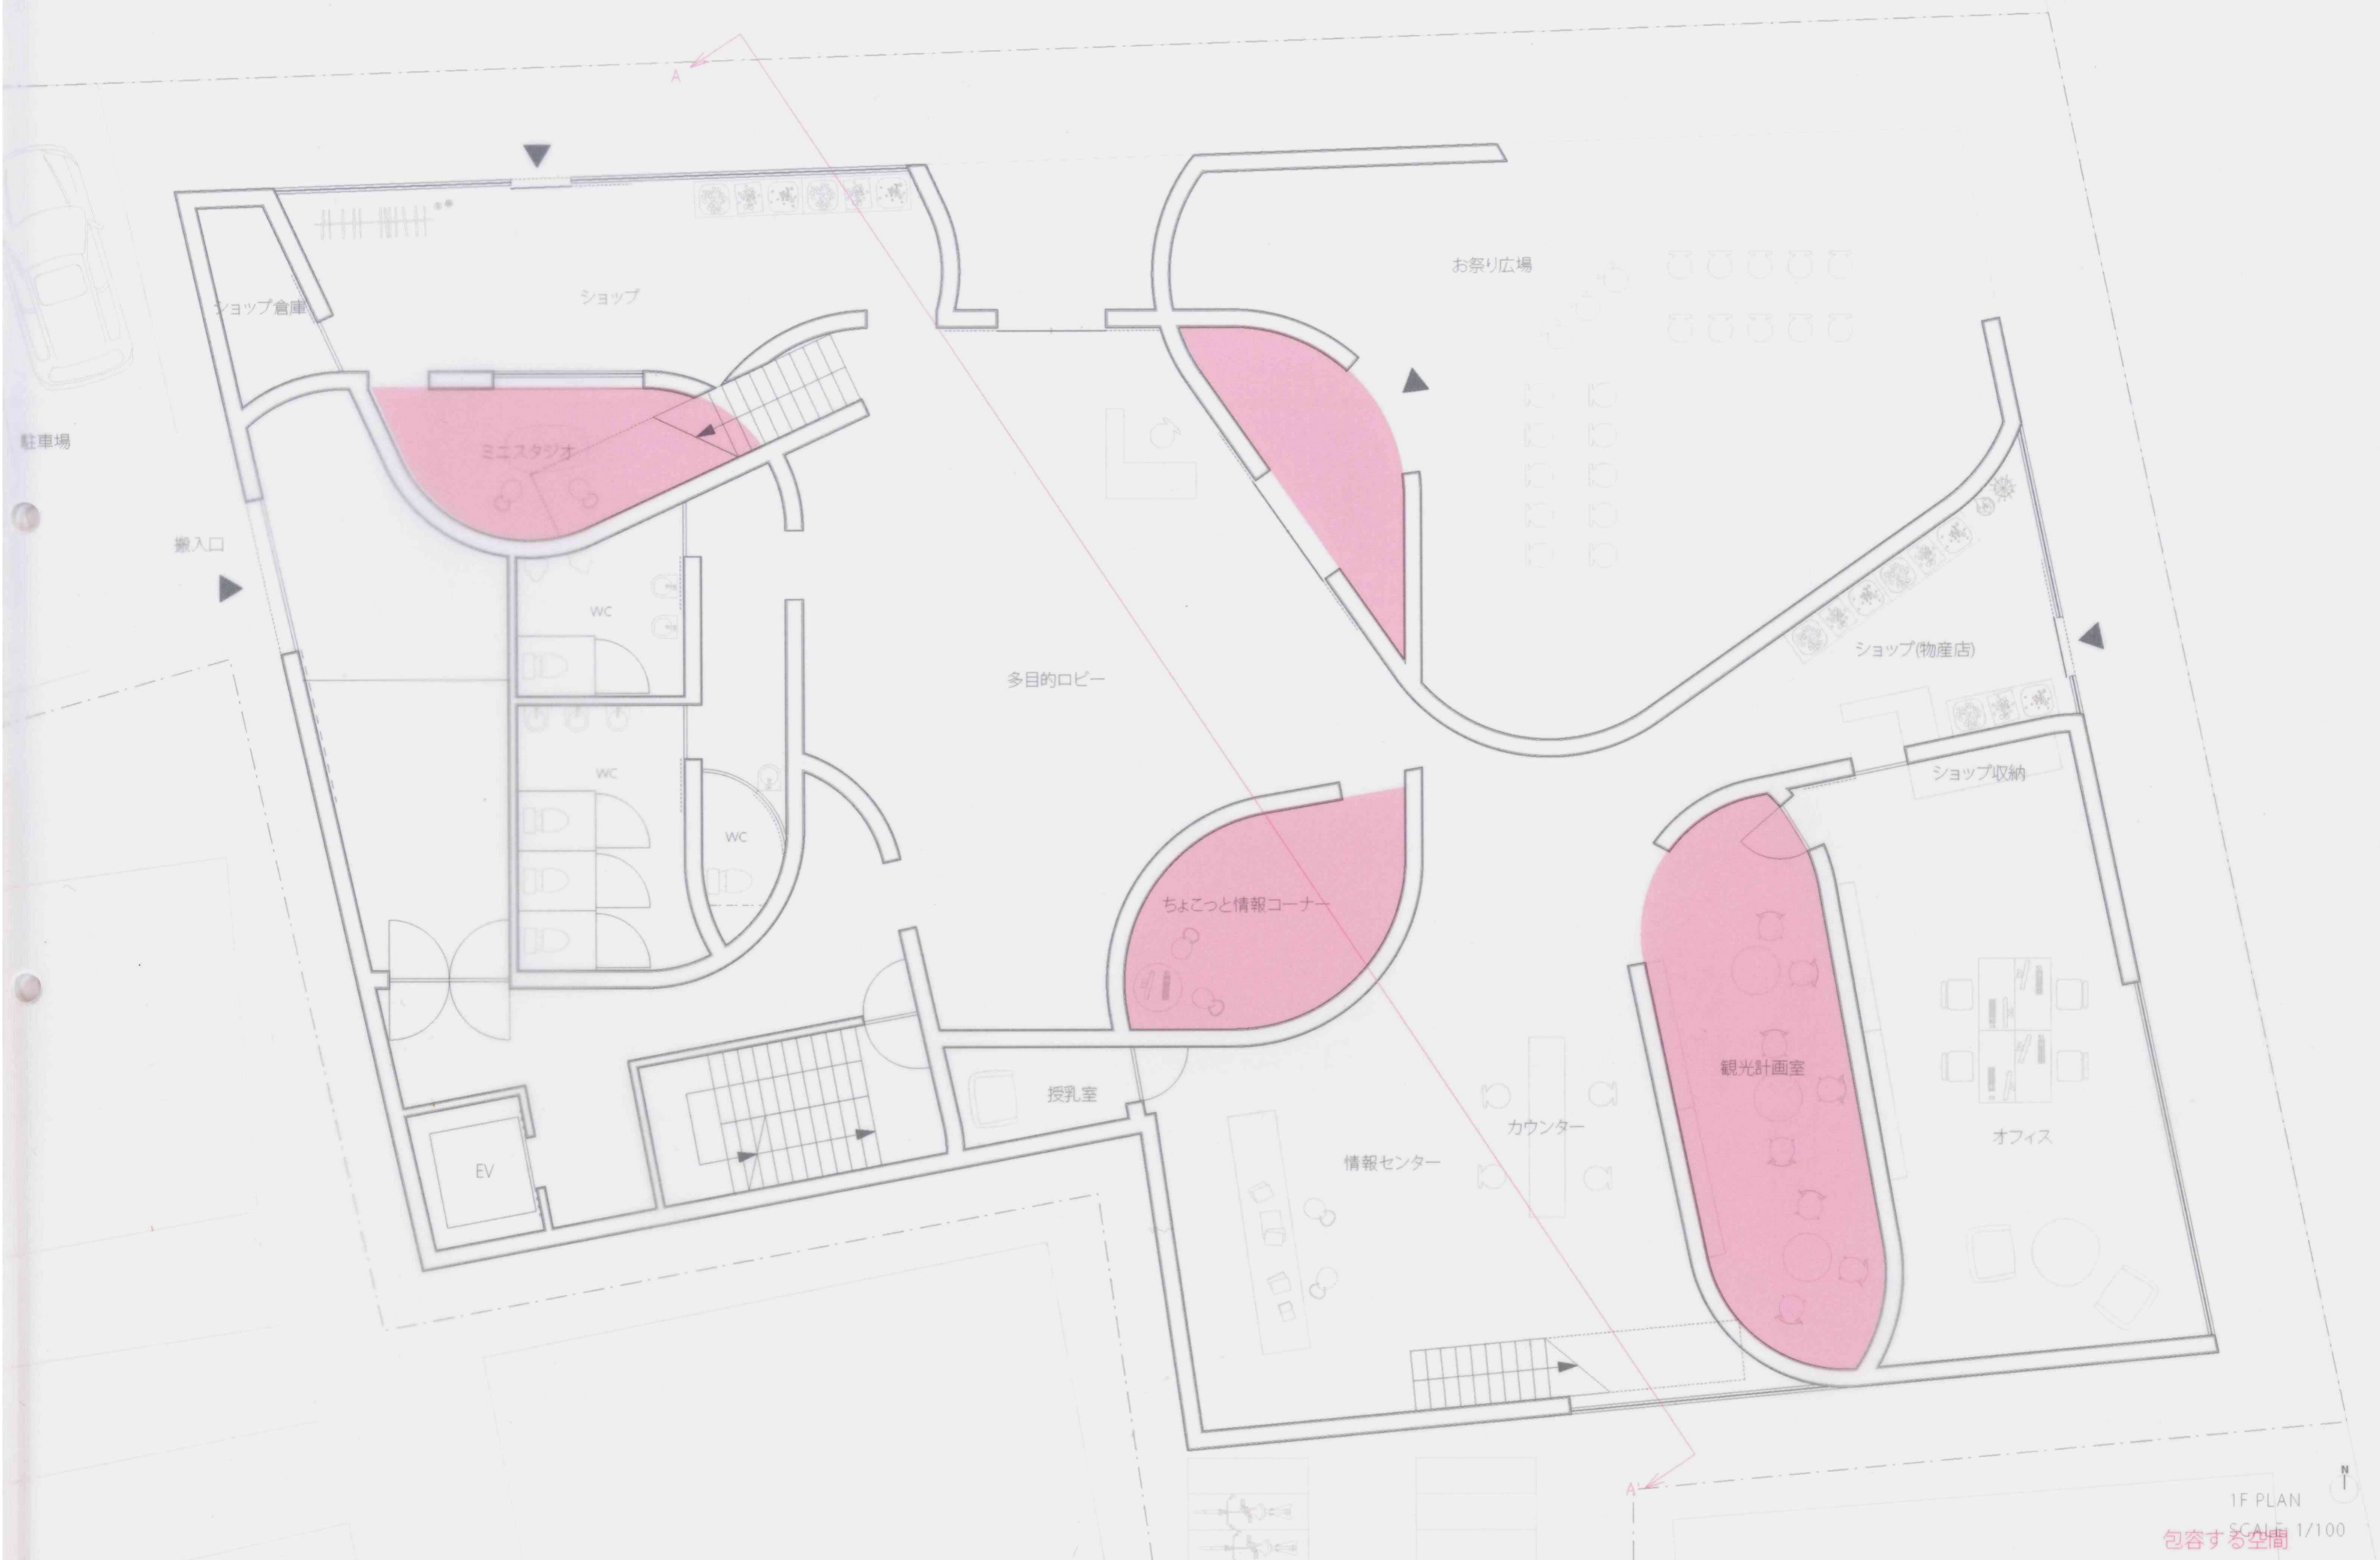 A
お祭り広場
ショップ
ショップ倉庫
駐車場
ミニスタジオ
搬入口
WC
ショップ(物産店)
多目的ロビー
WC
ショップ収納
WC
ちょこっと情報コーナー
観光計画室
授乳室
カウンター
オフィス
情報センター
EV
A'
N
1F PLAN
SCALE 1/100
包容する空間